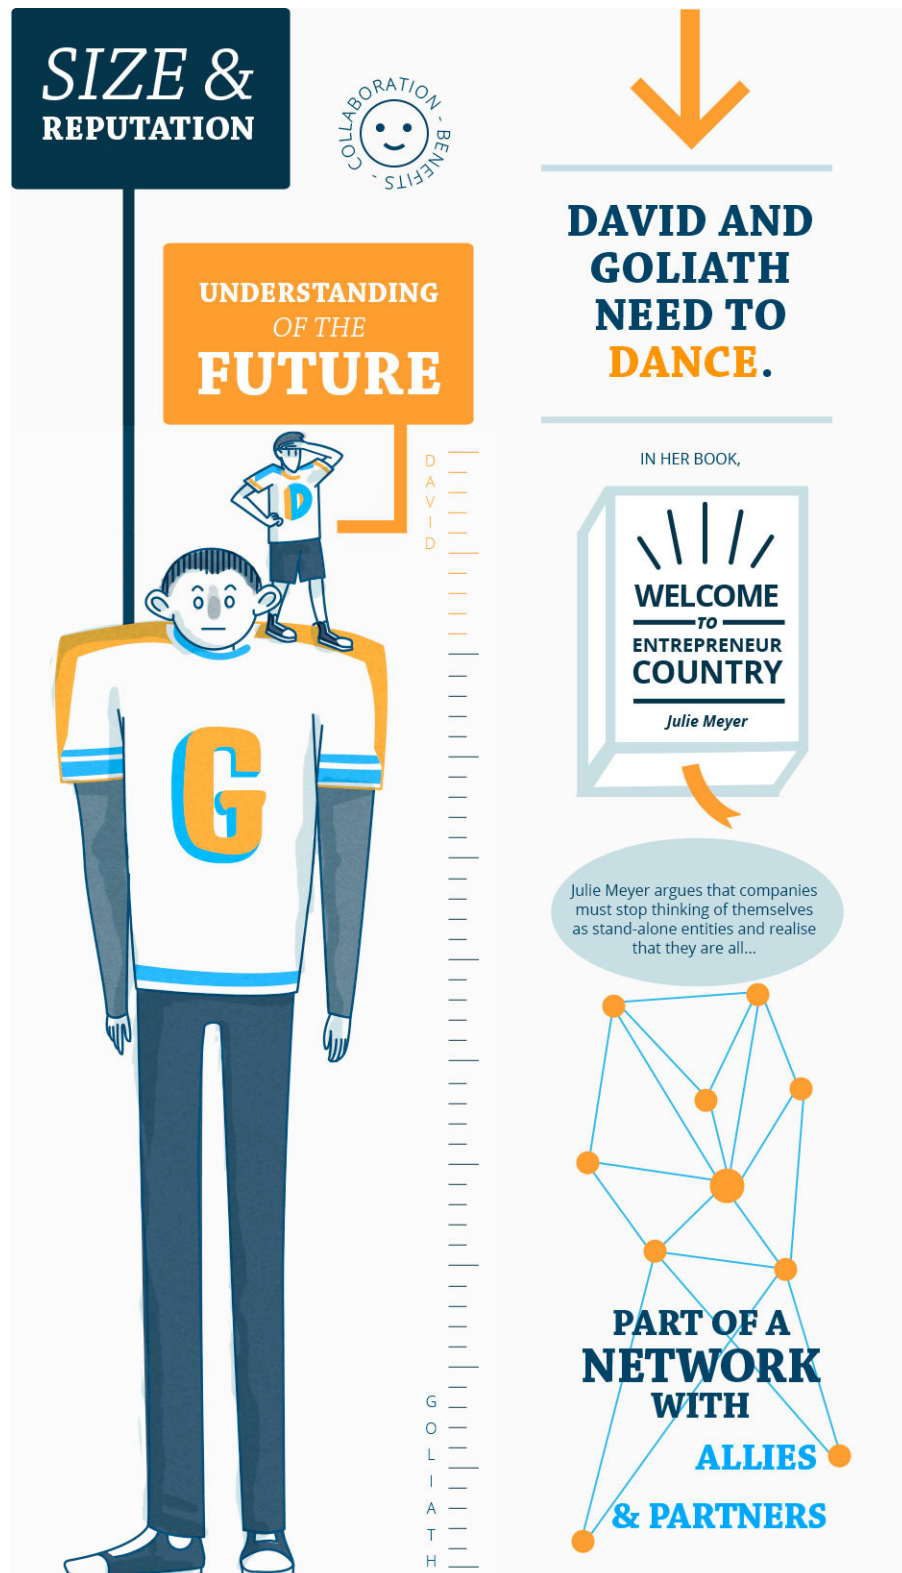 SIZE &
REPUTATION
COLLABORATION - BENEFITS -
UNDERSTANDING
OF THE
FUTURE
DAVID
D
G
GOLIATH
DAVID AND
GOLIATH
NEED TO
DANCE.
IN HER BOOK,
WELCOME
TO
ENTREPRENEUR
COUNTRY
Julie Meyer
Julie Meyer argues that companies
must stop thinking of themselves
as stand-alone entities and realise
that they are all...
PART OF A
NETWORK
WITH
ALLIES
& PARTNERS